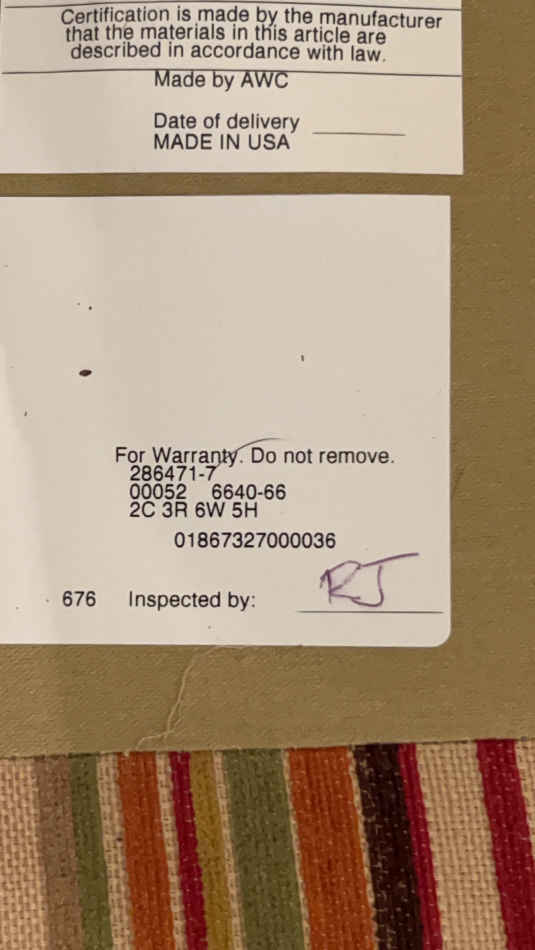 Certification is made by the manufacturer
that the materials in this article are
described in accordance with law.
Made by AWC
Date of delivery
MADE IN USA
For Warranty. Do not remove.
286471-7
00052 6640-66
2C 3R 6W 5H
01867327000036
676 Inspected by: RJ